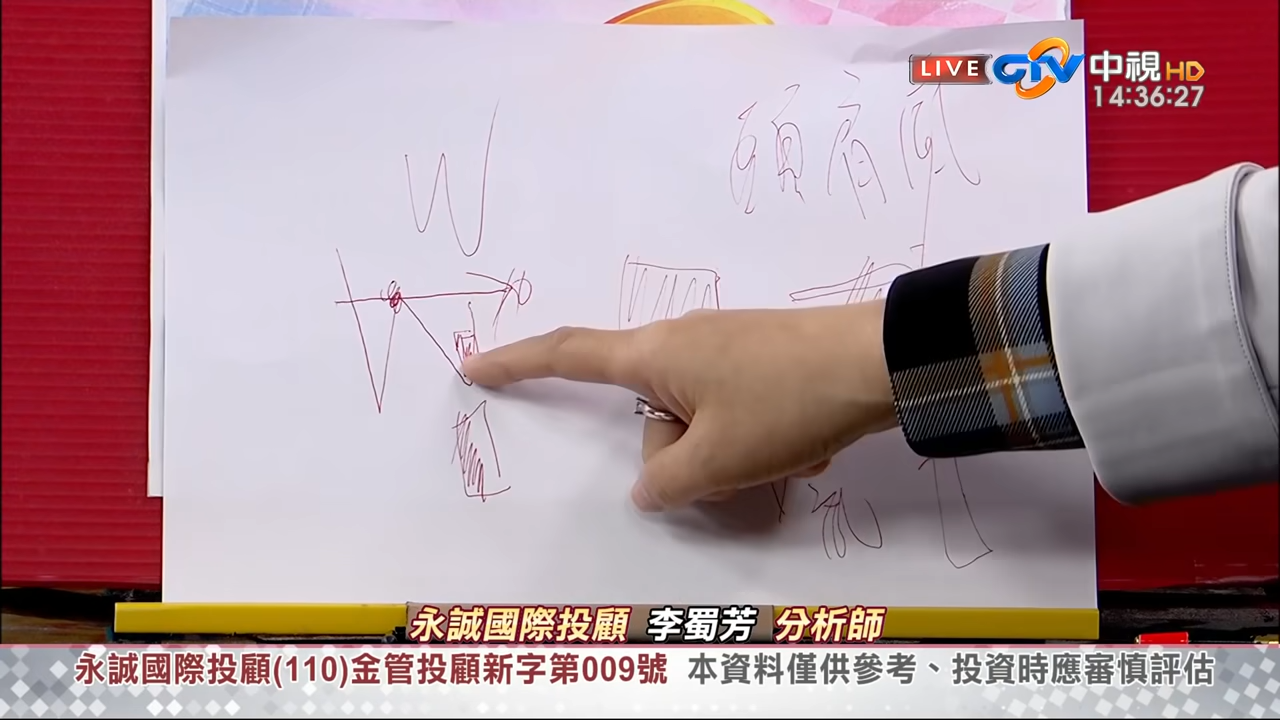 LIVE CTV 中視HD
14:36:27
W
頭肩底
永誠國際投顧 李蜀芳 分析師
永誠國際投顧(110)金管投顧新字第009號 本資料僅供參考、投資時應審慎評估